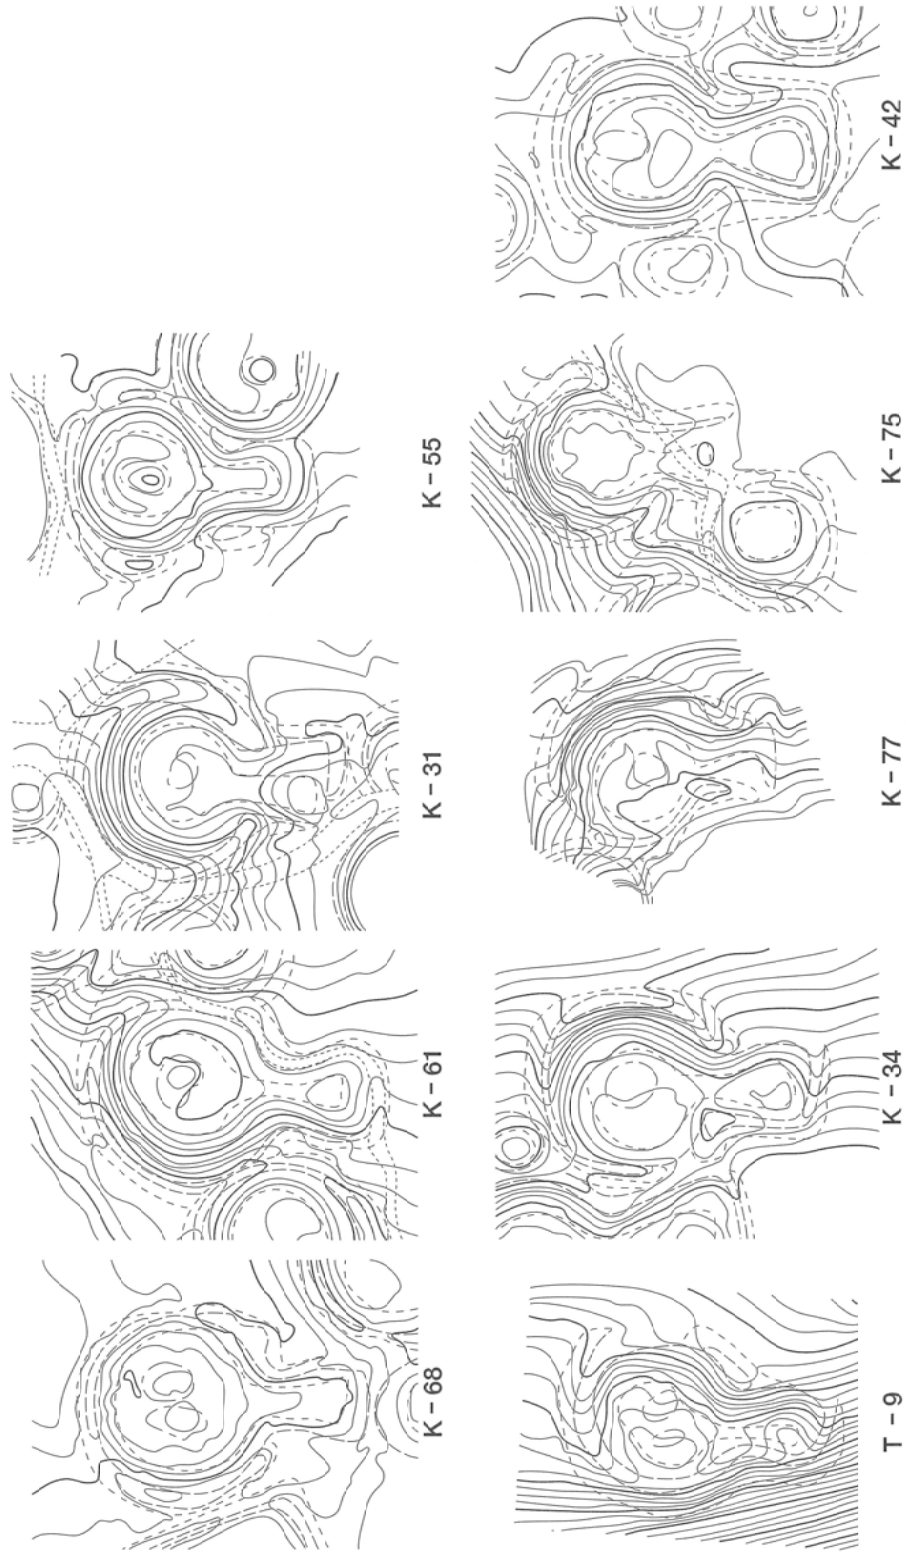 K – 68
K – 61
K – 31
K – 55
T – 9
K – 34
K – 77
K – 75
K – 42